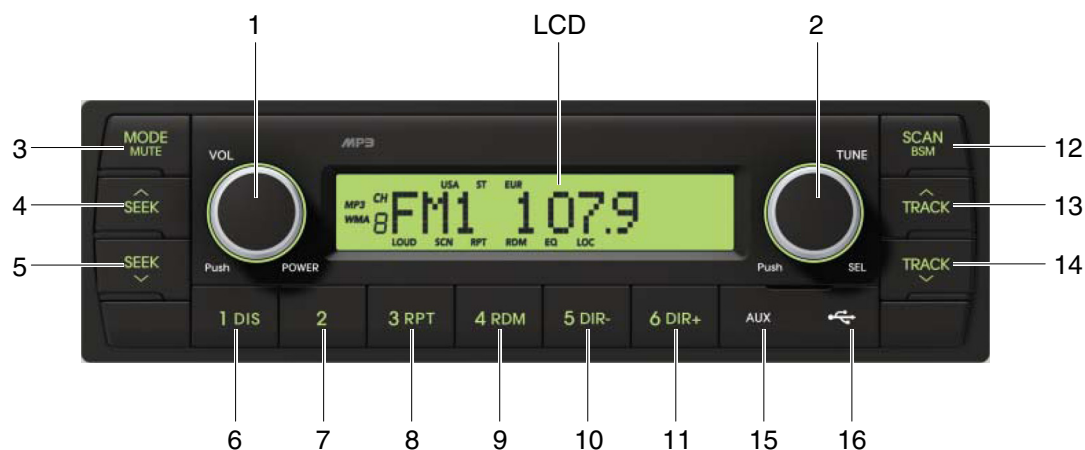 1 LCD 2
3 MODE MUTE
VOL
MP3
TUNE
SCAN BSM 12
4 SEEK
USA ST EUR
MP3 CH
WMA 8 FM1 107.9
LOUD SCN RPT RDM EQ LOC
TRACK 13
5 SEEK
Push POWER
Push SEL
TRACK 14
1 DIS 2 3 RPT 4 RDM 5 DIR- 6 DIR+ AUX
6 7 8 9 10 11 15 16